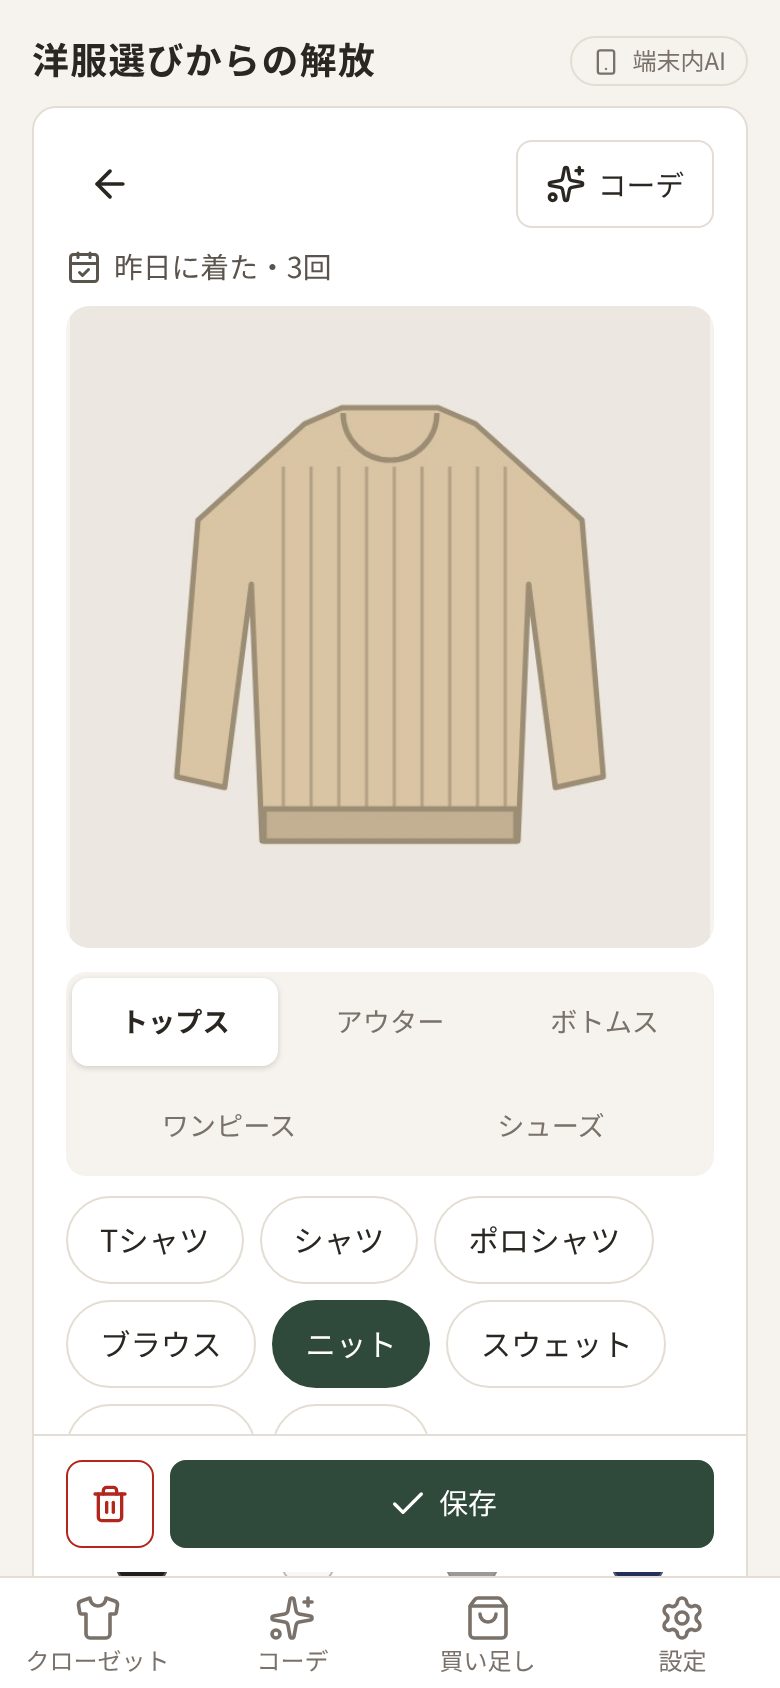 洋服選びからの解放
端末内AI
コーデ
昨日に着た・3回
トップス
アウター
ボトムス
ワンピース
シューズ
Tシャツ
シャツ
ポロシャツ
ブラウス
ニット
スウェット
保存
クローゼット
コーデ
買い足し
設定